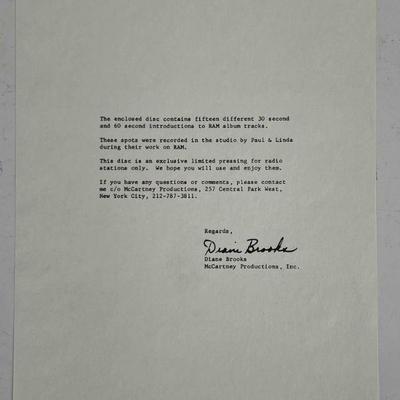 The enclosed disc contains fifteen different 30 second
and 60 second introductions to RAM album tracks.
These spots were recorded in the studio by Paul & Linda
during their work on RAM.
This disc is an exclusive limited pressing for radio
stations only. We hope you will use and enjoy them.
If you have any questions or comments, please contact
me c/o McCartney Productions, 257 Central Park West,
New York City, 212-787-3811.
Regards,
Diane Brooks
Diane Brooks
McCartney Productions, Inc.